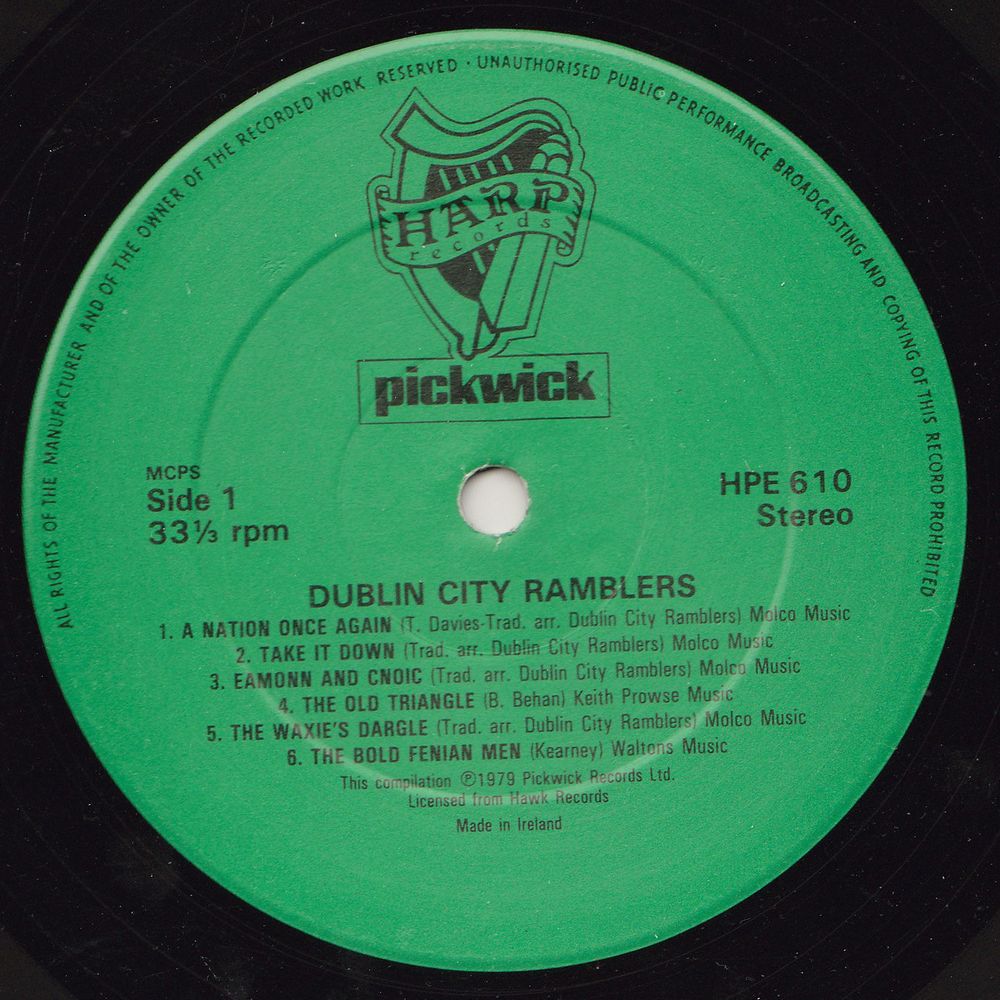 ALL RIGHTS OF THE MANUFACTURER AND OF THE OWNER OF THE RECORDED WORK RESERVED · UNAUTHORISED PUBLIC PERFORMANCE BROADCASTING AND COPYING OF THIS RECORD PROHIBITED
HARP
records
pickwick
MCPS
Side 1
33⅓ rpm
HPE 610
Stereo
DUBLIN CITY RAMBLERS
1. A NATION ONCE AGAIN (T. Davies-Trad. arr. Dublin City Ramblers) Molco Music
2. TAKE IT DOWN (Trad. arr. Dublin City Ramblers) Molco Music
3. EAMONN AND CNOIC (Trad. arr. Dublin City Ramblers) Molco Music
4. THE OLD TRIANGLE (B. Behan) Keith Prowse Music
5. THE WAXIE'S DARGLE (Trad. arr. Dublin City Ramblers) Molco Music
6. THE BOLD FENIAN MEN (Kearney) Waltons Music
This compilation ℗1979 Pickwick Records Ltd.
Licensed from Hawk Records
Made in Ireland